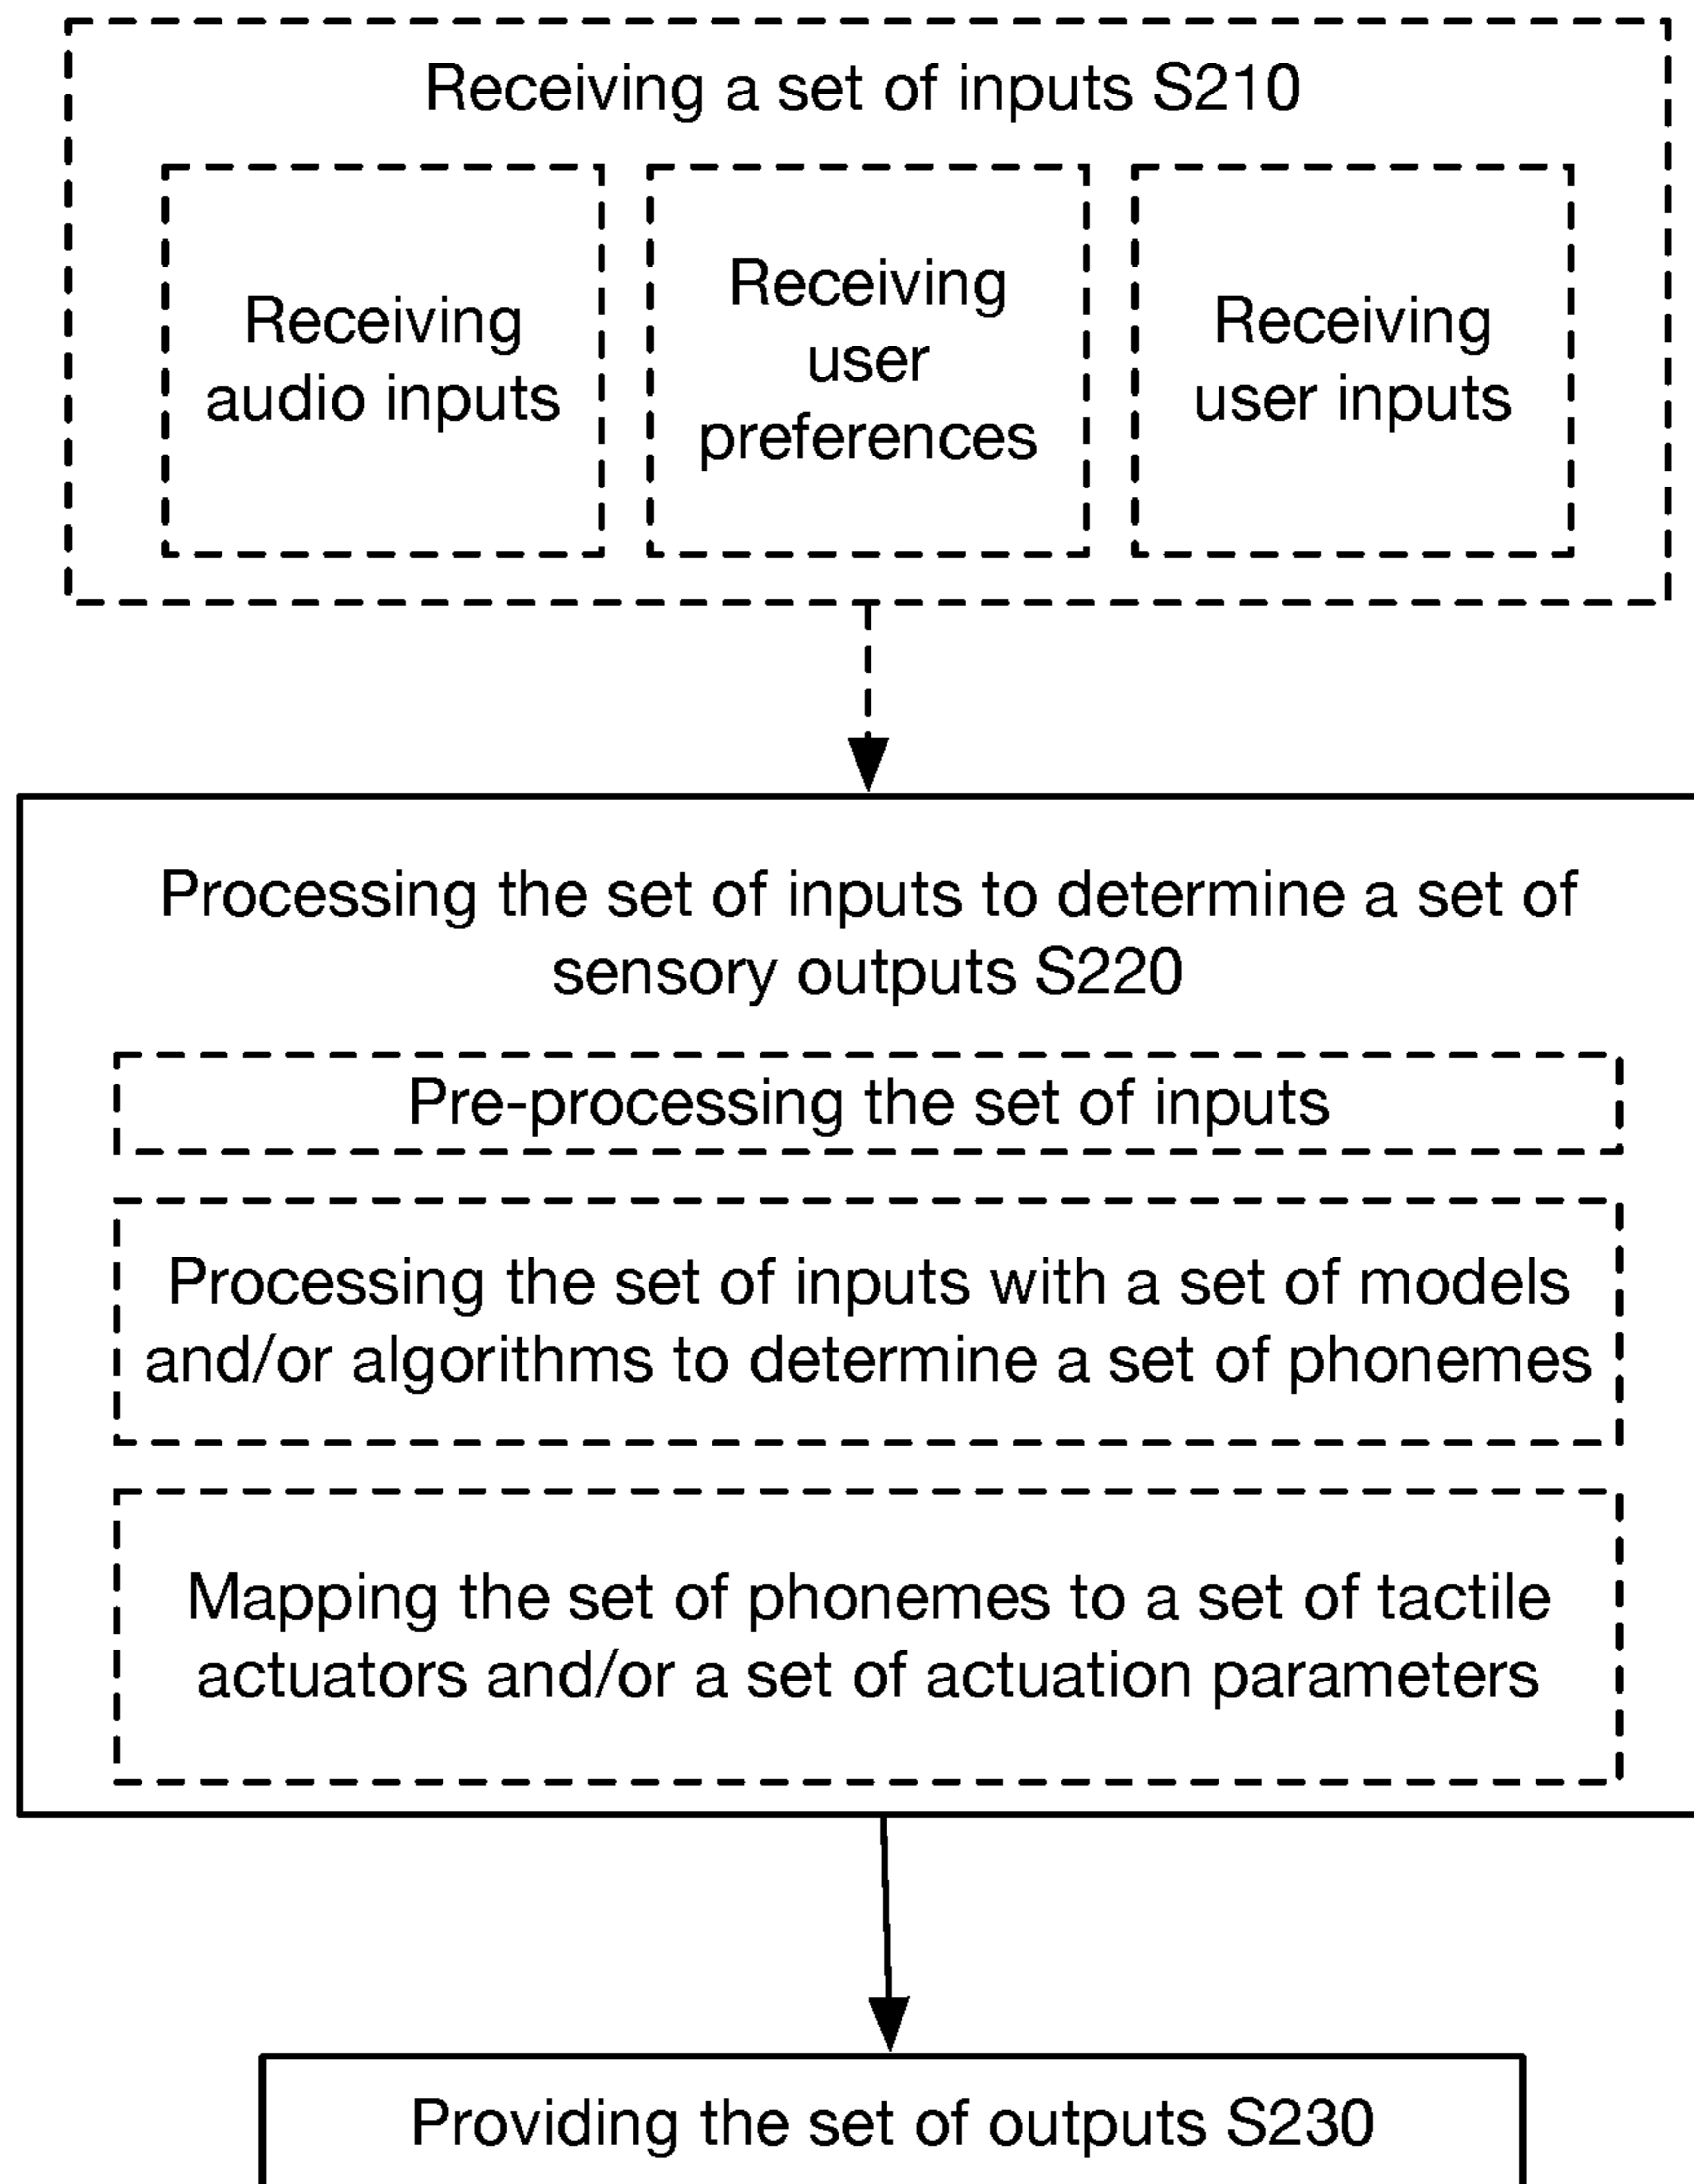 Receiving a set of inputs S210
Receiving
audio inputs
Receiving
user
preferences
Receiving
user inputs
Processing the set of inputs to determine a set of
sensory outputs S220
Pre-processing the set of inputs
Processing the set of inputs with a set of models
and/or algorithms to determine a set of phonemes
Mapping the set of phonemes to a set of tactile
actuators and/or a set of actuation parameters
Providing the set of outputs S230